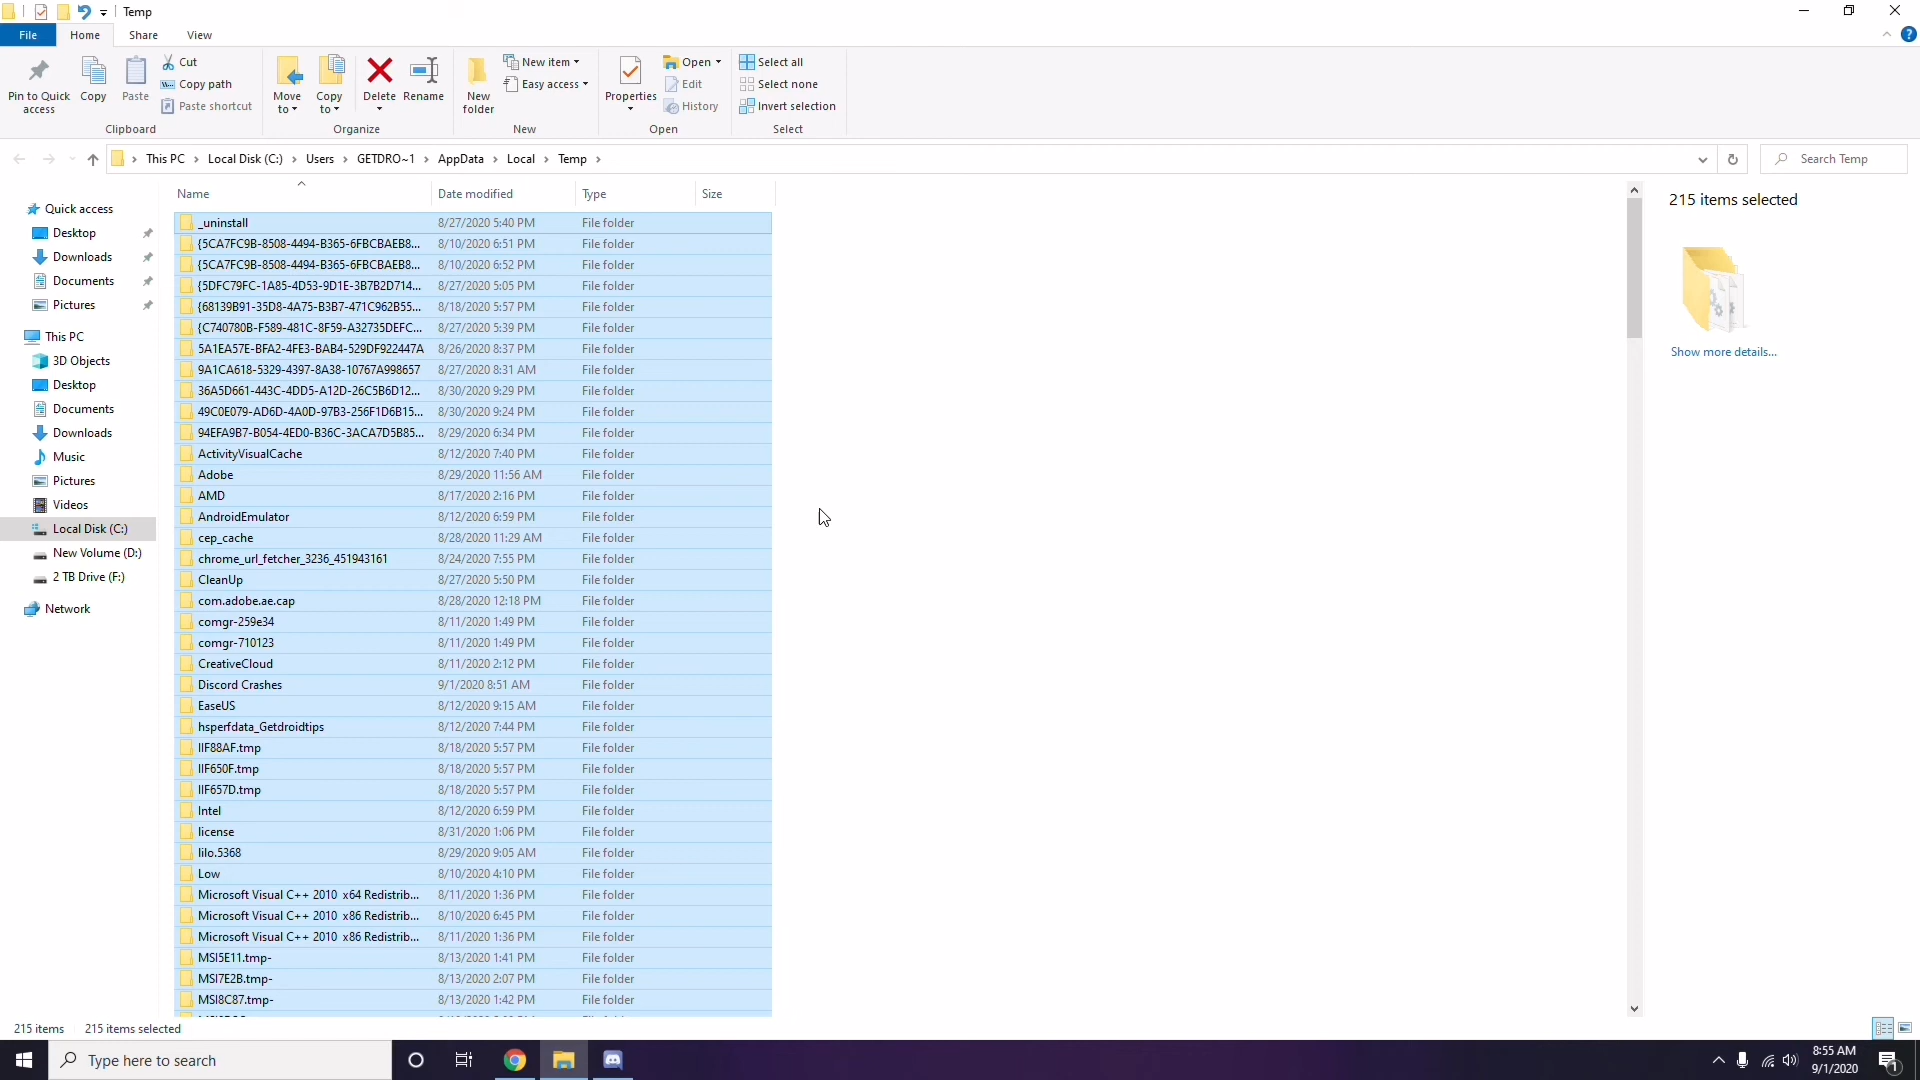 Temp
File Home Share View
Pin to Quick access
Copy
Paste
Cut
Copy path
Paste shortcut
Clipboard
Move to
Copy to
Delete
Rename
Organize
New folder
New item
Easy access
New
Properties
Open
Edit
History
Open
Select all
Select none
Invert selection
Select
This PC > Local Disk (C:) > Users > GETDRO~1 > AppData > Local > Temp >
Search Temp
Quick access
Desktop
Downloads
Documents
Pictures
This PC
3D Objects
Desktop
Documents
Downloads
Music
Pictures
Videos
Local Disk (C:)
New Volume (D:)
2 TB Drive (F:)
Network
Name Date modified Type Size
_uninstall 8/27/2020 5:40 PM File folder
{5CA7FC9B-8508-4494-B365-6FBCBAEB8... 8/10/2020 6:51 PM File folder
{5CA7FC9B-8508-4494-B365-6FBCBAEB8... 8/10/2020 6:52 PM File folder
{5DFC79FC-1A85-4D53-9D1E-3B7B2D714... 8/27/2020 5:05 PM File folder
{68139B91-35D8-4A75-B3B7-471C962B55... 8/18/2020 5:57 PM File folder
{C740780B-F589-481C-8F59-A32735DEFC... 8/27/2020 5:39 PM File folder
5A1EA57E-BFA2-4FE3-BAB4-529DF922447A 8/26/2020 8:37 PM File folder
9A1CA618-5329-4397-8A38-10767A998657 8/27/2020 8:31 AM File folder
36A5D661-443C-4DD5-A12D-26C5B6D12... 8/30/2020 9:29 PM File folder
49C0E079-AD6D-4A0D-97B3-256F1D6B15... 8/30/2020 9:24 PM File folder
94EFA9B7-B054-4ED0-B36C-3ACA7D5B85... 8/29/2020 6:34 PM File folder
ActivityVisualCache 8/12/2020 7:40 PM File folder
Adobe 8/29/2020 11:56 AM File folder
AMD 8/17/2020 2:16 PM File folder
AndroidEmulator 8/12/2020 6:59 PM File folder
cep_cache 8/28/2020 11:29 AM File folder
chrome_url_fetcher_3236_451943161 8/24/2020 7:55 PM File folder
CleanUp 8/27/2020 5:50 PM File folder
com.adobe.ae.cap 8/28/2020 12:18 PM File folder
comgr-259e34 8/11/2020 1:49 PM File folder
comgr-710123 8/11/2020 1:49 PM File folder
CreativeCloud 8/11/2020 2:12 PM File folder
Discord Crashes 9/1/2020 8:51 AM File folder
EaseUS 8/12/2020 9:15 AM File folder
hsperfdata_Getdroidtips 8/12/2020 7:44 PM File folder
IIF88AF.tmp 8/18/2020 5:57 PM File folder
IIF650F.tmp 8/18/2020 5:57 PM File folder
IIF657D.tmp 8/18/2020 5:57 PM File folder
Intel 8/12/2020 6:59 PM File folder
license 8/31/2020 1:06 PM File folder
lilo.5368 8/29/2020 9:05 AM File folder
Low 8/10/2020 4:10 PM File folder
Microsoft Visual C++ 2010 x64 Redistrib... 8/11/2020 1:36 PM File folder
Microsoft Visual C++ 2010 x86 Redistrib... 8/10/2020 6:45 PM File folder
Microsoft Visual C++ 2010 x86 Redistrib... 8/11/2020 1:36 PM File folder
MSI5E11.tmp- 8/13/2020 1:41 PM File folder
MSI7E2B.tmp- 8/13/2020 2:07 PM File folder
MSI8C87.tmp- 8/13/2020 1:42 PM File folder
215 items selected
Show more details...
215 items 215 items selected
Type here to search
8:55 AM
9/1/2020
1